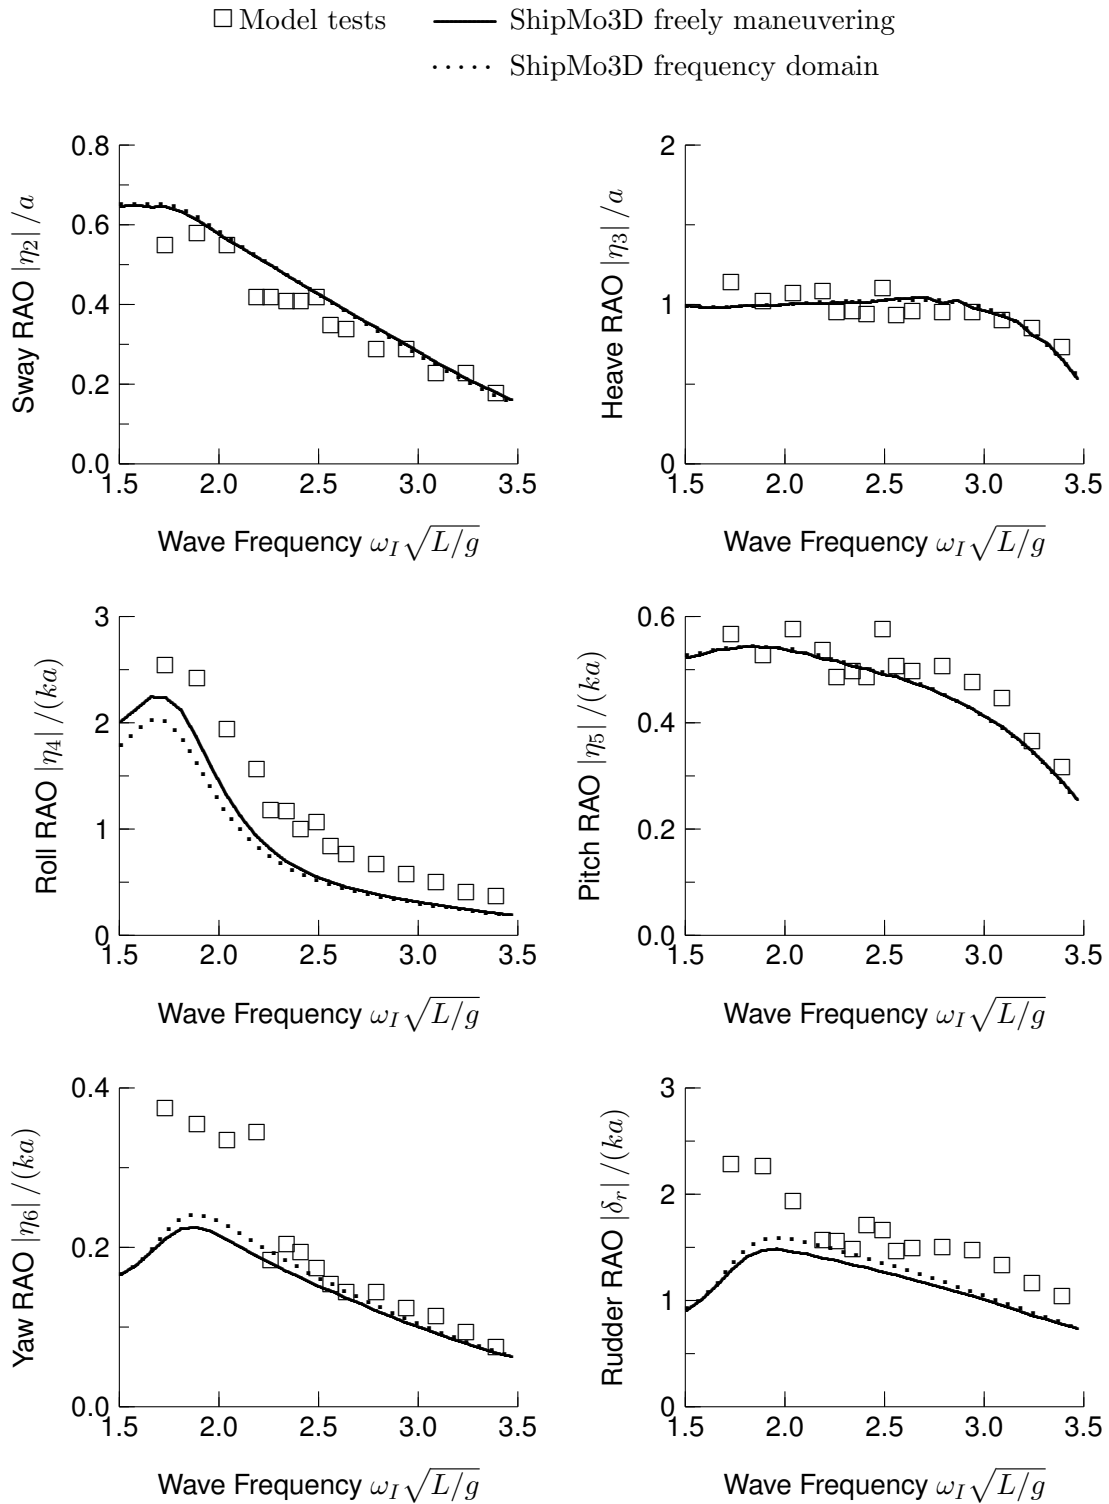 □ Model tests —— ShipMo3D freely maneuvering
····· ShipMo3D frequency domain
Sway RAO |η₂|/a
0.8
0.6
0.4
0.2
0.0
1.5 2.0 2.5 3.0 3.5
Wave Frequency ω_I√(L/g)
Heave RAO |η₃|/a
2
1
0
1.5 2.0 2.5 3.0 3.5
Wave Frequency ω_I√(L/g)
Roll RAO |η₄|/(ka)
3
2
1
0
1.5 2.0 2.5 3.0 3.5
Wave Frequency ω_I√(L/g)
Pitch RAO |η₅|/(ka)
0.6
0.4
0.2
0.0
1.5 2.0 2.5 3.0 3.5
Wave Frequency ω_I√(L/g)
Yaw RAO |η₆|/(ka)
0.4
0.2
0.0
1.5 2.0 2.5 3.0 3.5
Wave Frequency ω_I√(L/g)
Rudder RAO |δ_r|/(ka)
3
2
1
0
1.5 2.0 2.5 3.0 3.5
Wave Frequency ω_I√(L/g)